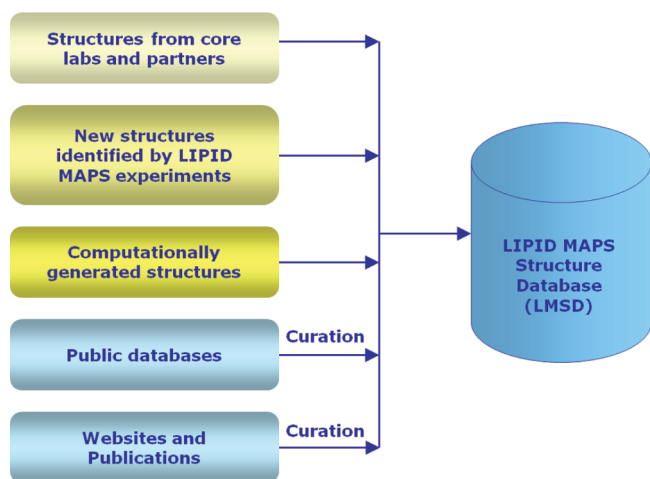 Structures from core
labs and partners
New structures
identified by LIPID
MAPS experiments
Computationally
generated structures
Public databases
Curation
Websites and
Publications
Curation
LIPID MAPS
Structure
Database
(LMSD)